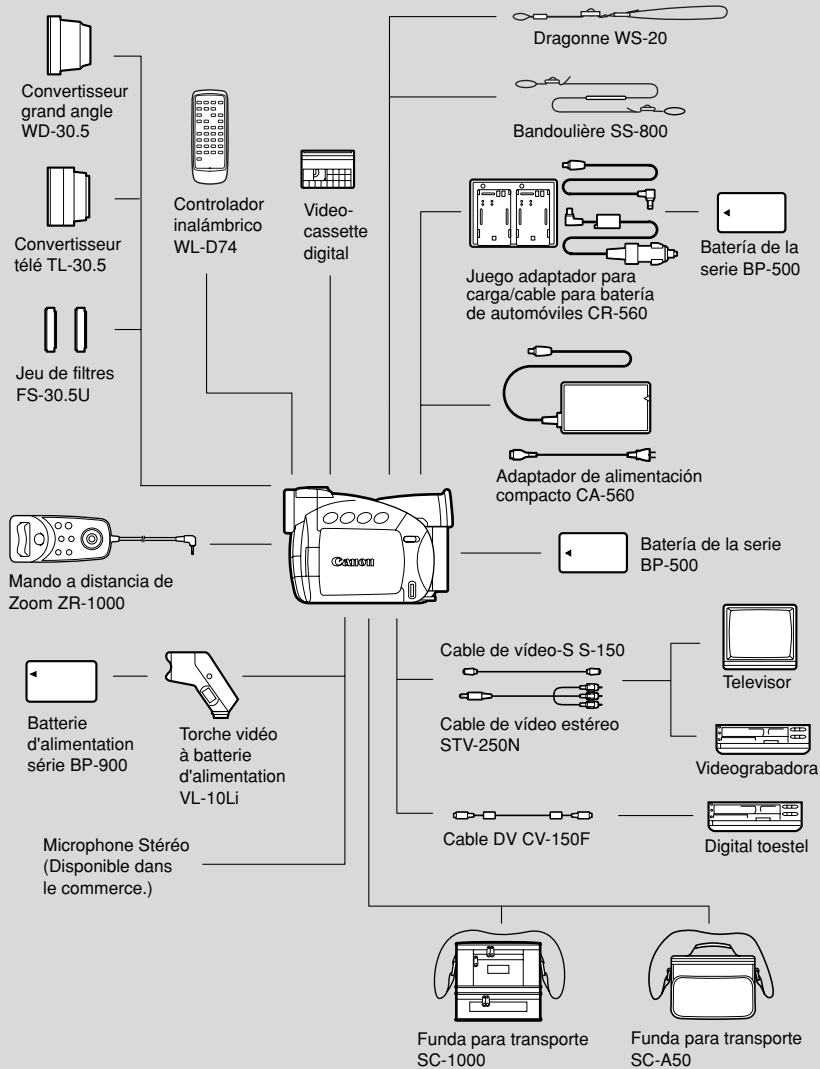 Dragonne WS-20
Bandoulière SS-800
Convertisseur
grand angle
WD-30.5
Convertisseur
télé TL-30.5
Jeu de filtres
FS-30.5U
Controlador
inalámbrico
WL-D74
Video-
cassette
digital
Juego adaptador para
carga/cable para batería
de automóviles CR-560
Batería de la
serie BP-500
Adaptador de alimentación
compacto CA-560
Mando a distancia de
Zoom ZR-1000
Canon
Batería de la serie
BP-500
Batterie
d'alimentation
série BP-900
Torche vidéo
à batterie
d'alimentation
VL-10Li
Cable de vídeo-S S-150
Cable de vídeo estéreo
STV-250N
Televisor
Videograbadora
Cable DV CV-150F
Digital toestel
Microphone Stéréo
(Disponible dans
le commerce.)
Funda para transporte
SC-1000
Funda para transporte
SC-A50